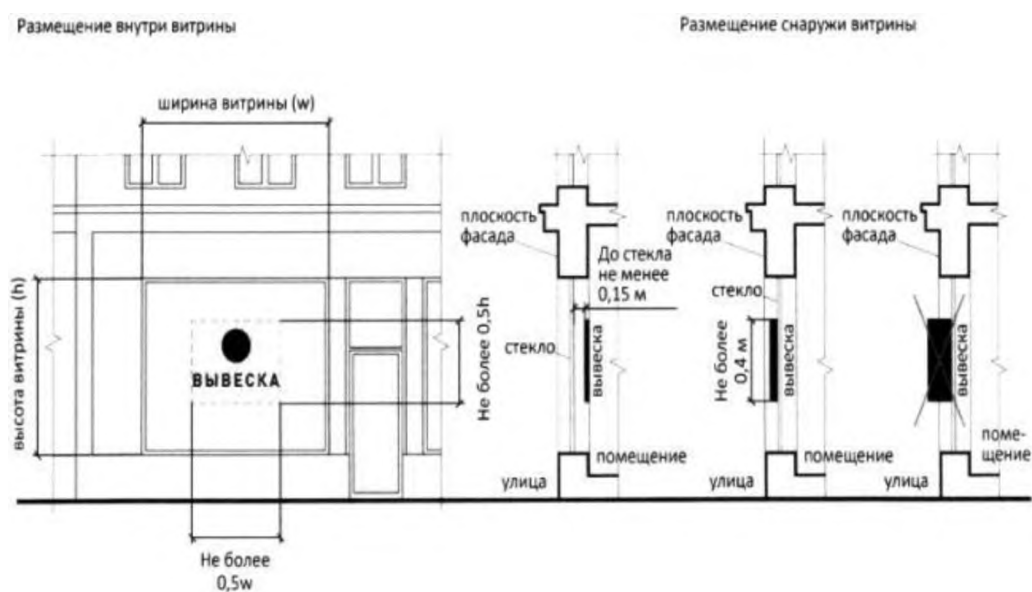 Размещение внутри витрины
Размещение снаружи витрины
ширина витрины (w)
высота витрины (h)
ВЫВЕСКА
Не более 0,5h
Не более
0,5w
плоскость
фасада
До стекла
не менее
0,15 м
стекло
вывеска
помещение
улица
плоскость
фасада
стекло
Не более
0,4 м
вывеска
помещение
улица
плоскость
фасада
вывеска
поме-
щение
улица